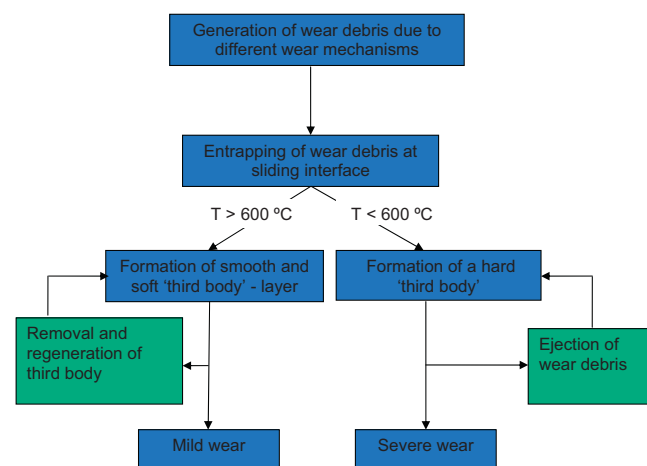 Generation of wear debris due to
different wear mechanisms
Entrapping of wear debris at
sliding interface
T > 600 ºC
T < 600 ºC
Formation of smooth and
soft ‘third body’ - layer
Formation of a hard
‘third body’
Removal and
regeneration of
third body
Ejection of
wear debris
Mild wear
Severe wear